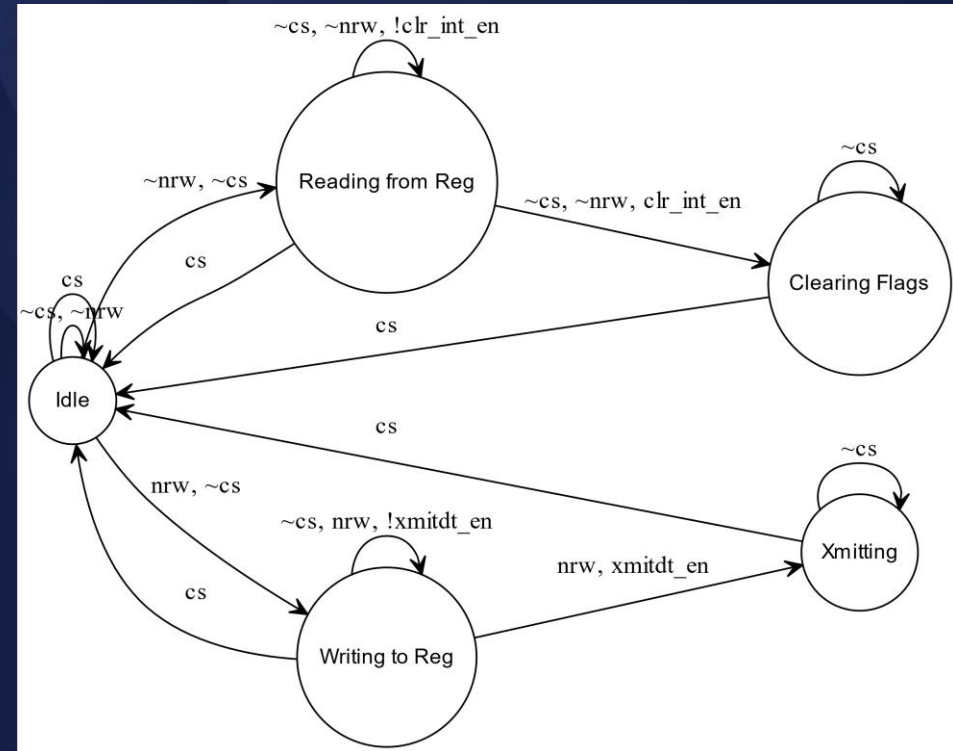 ~cs, ~nrw, !clr_int_en
~cs
~nrw, ~cs
Reading from Reg
~cs, ~nrw, clr_int_en
cs
cs
Clearing Flags
~cs, ~nrw
cs
Idle
cs
~cs
nrw, ~cs
~cs, nrw, !xmitdt_en
Xmitting
nrw, xmitdt_en
cs
Writing to Reg